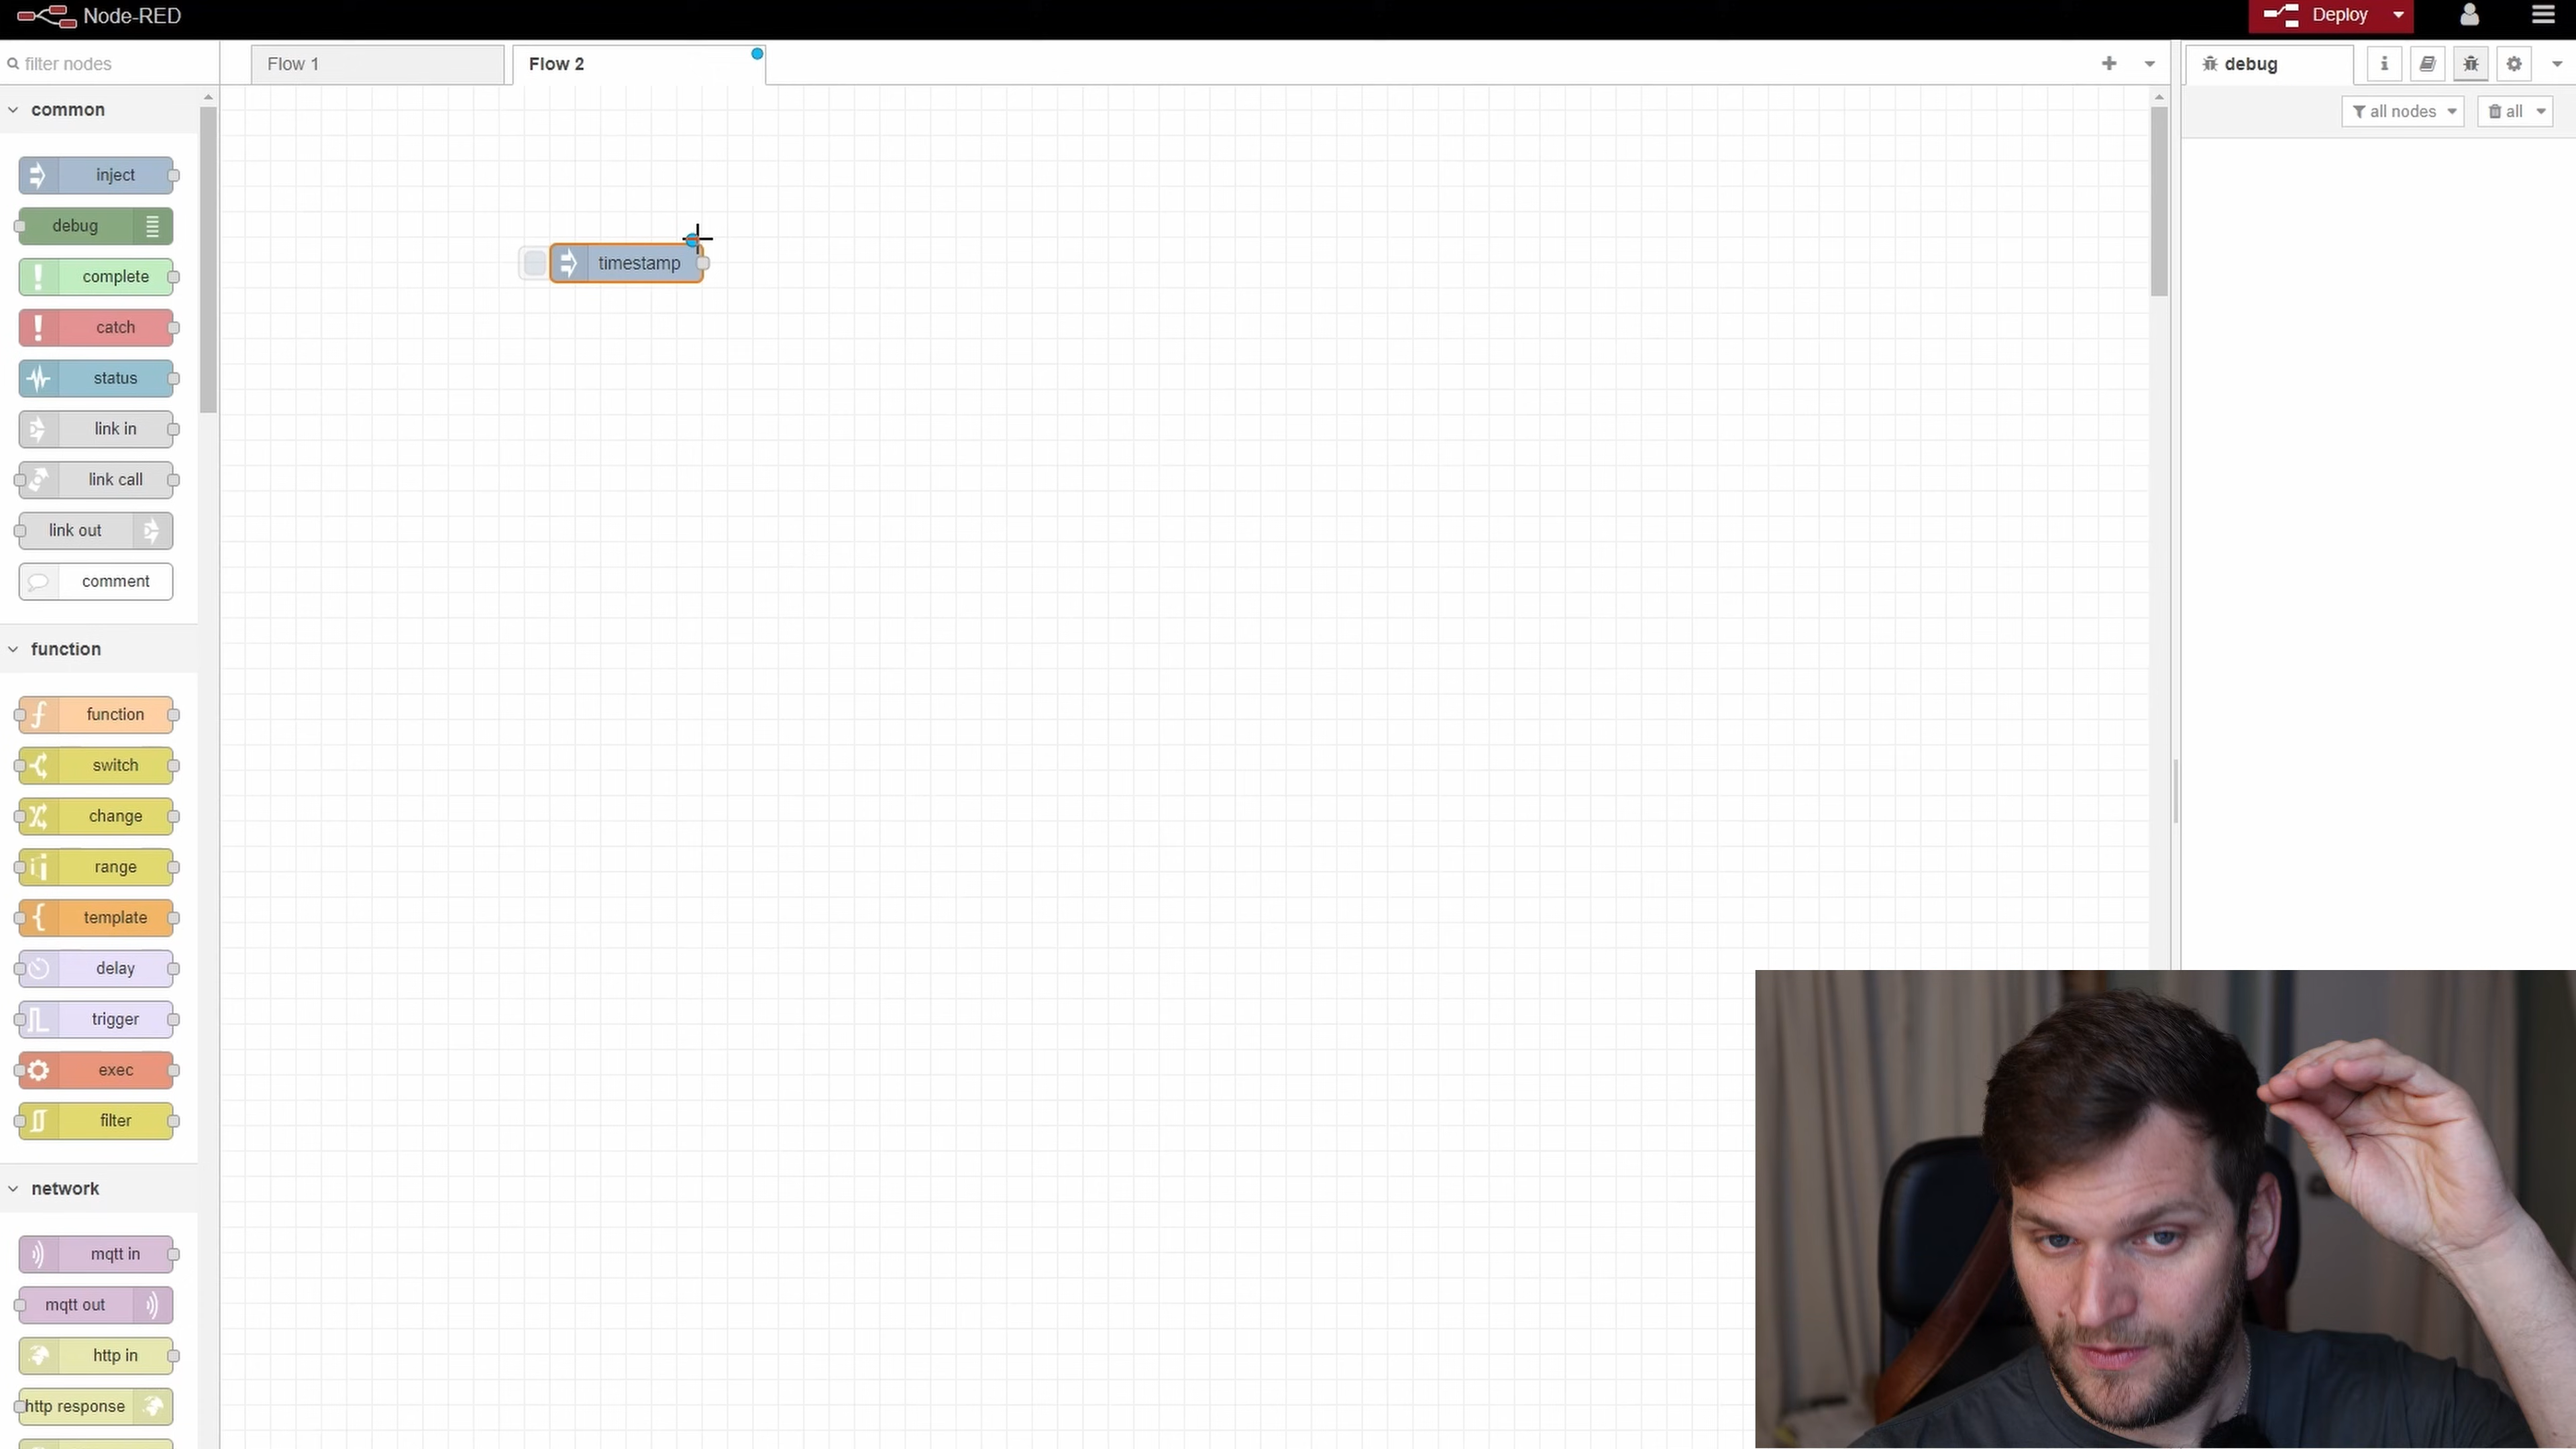 Node-RED
Deploy
filter nodes
Flow 1
Flow 2
debug
i
all nodes
all
common
inject
debug
complete
catch
status
link in
link call
link out
comment
timestamp
function
function
switch
change
range
template
delay
trigger
exec
filter
network
mqtt in
mqtt out
http in
http response